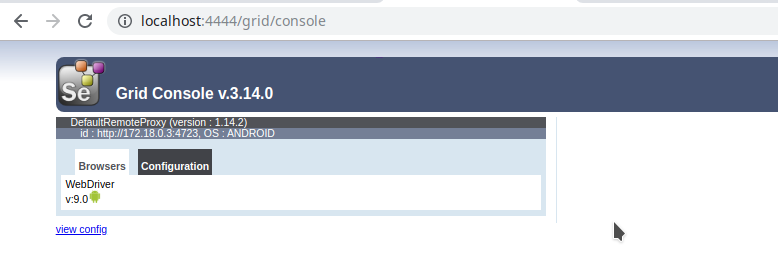 localhost:4444/grid/console
Se
Grid Console v.3.14.0
DefaultRemoteProxy (version : 1.14.2)
id : http://172.18.0.3:4723, OS : ANDROID
Browsers Configuration
WebDriver
v:9.0
view config